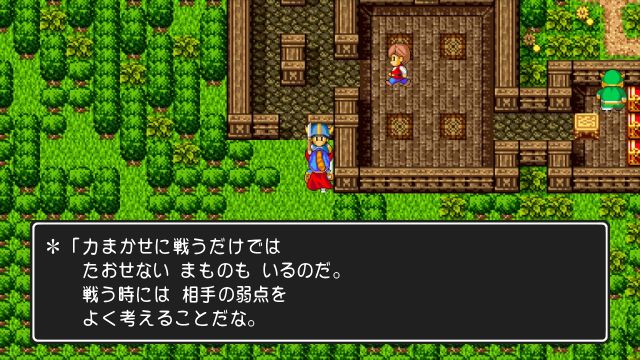 ＊「力まかせに戦うだけでは
たおせない まものも いるのだ。
戦う時には 相手の弱点を
よく考えることだな。